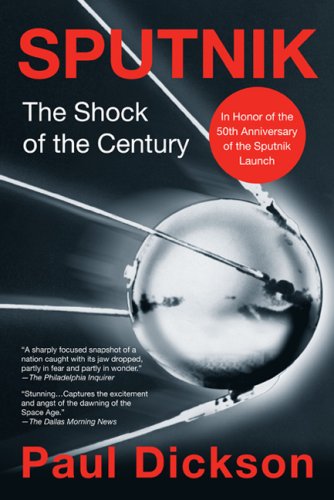 SPUTNIK
The Shock
of the Century
In Honor of the
50th Anniversary
of the Sputnik
Launch
“A sharply focused snapshot of a
nation caught with its jaw dropped,
partly in fear and partly in wonder.”
—The Philadelphia Inquirer
“Stunning...Captures the excitement
and angst of the dawning of the
Space Age.”
—The Dallas Morning News
Paul Dickson